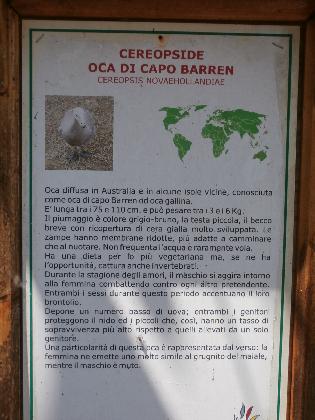 CEREOPSIDE
OCA DI CAPO BARREN
CEREOPSIS NOVAEHOLLANDIAE
Oca diffusa in Australia e in alcune isole vicine, conosciuta
come oca di capo Barren od oca gallina.
E' lunga tra i 75 e 110 cm. e può pesare tra i 3 e i 6 Kg.
Il piumaggio è colore grigio-bruno, la testa piccola, il becco
breve con ricopertura di cera gialla molto sviluppata. Le
zampe hanno membrane ridotte, più adatte a camminare
che al nuotare. Non frequenta l'acqua e raramente vola.
Ha una dieta per lo più vegetariana ma, se ne ha
l'opportunità, cattura anche invertebrati.
Durante la stagione degli amori, il maschio si aggira intorno
alla femmina combattendo contro ogni altro pretendente.
Entrambi i sessi durante questo periodo accentuano il loro
brontolio.
Depone un numero basso di uova; entrambi i genitori
proteggono il nido ed i piccoli che, così, hanno un tasso di
sopravvivenza più alto rispetto a quelli allevati da un solo
genitore.
Una particolarità di questa oca è rappresentata dal verso: la
femmina ne emette uno molto simile al grugnito del maiale,
mentre il maschio è muto.